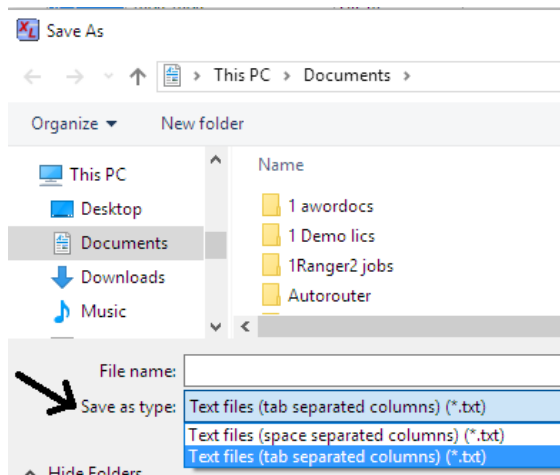 XL Save As
This PC > Documents >
Organize New folder
This PC
Desktop
Documents
Downloads
Music
Name
1 awordocs
1 Demo lics
1Ranger2 jobs
Autorouter
File name:
Save as type: Text files (tab separated columns) (*.txt)
Text files (space separated columns) (*.txt)
Text files (tab separated columns) (*.txt)
Hide Folders